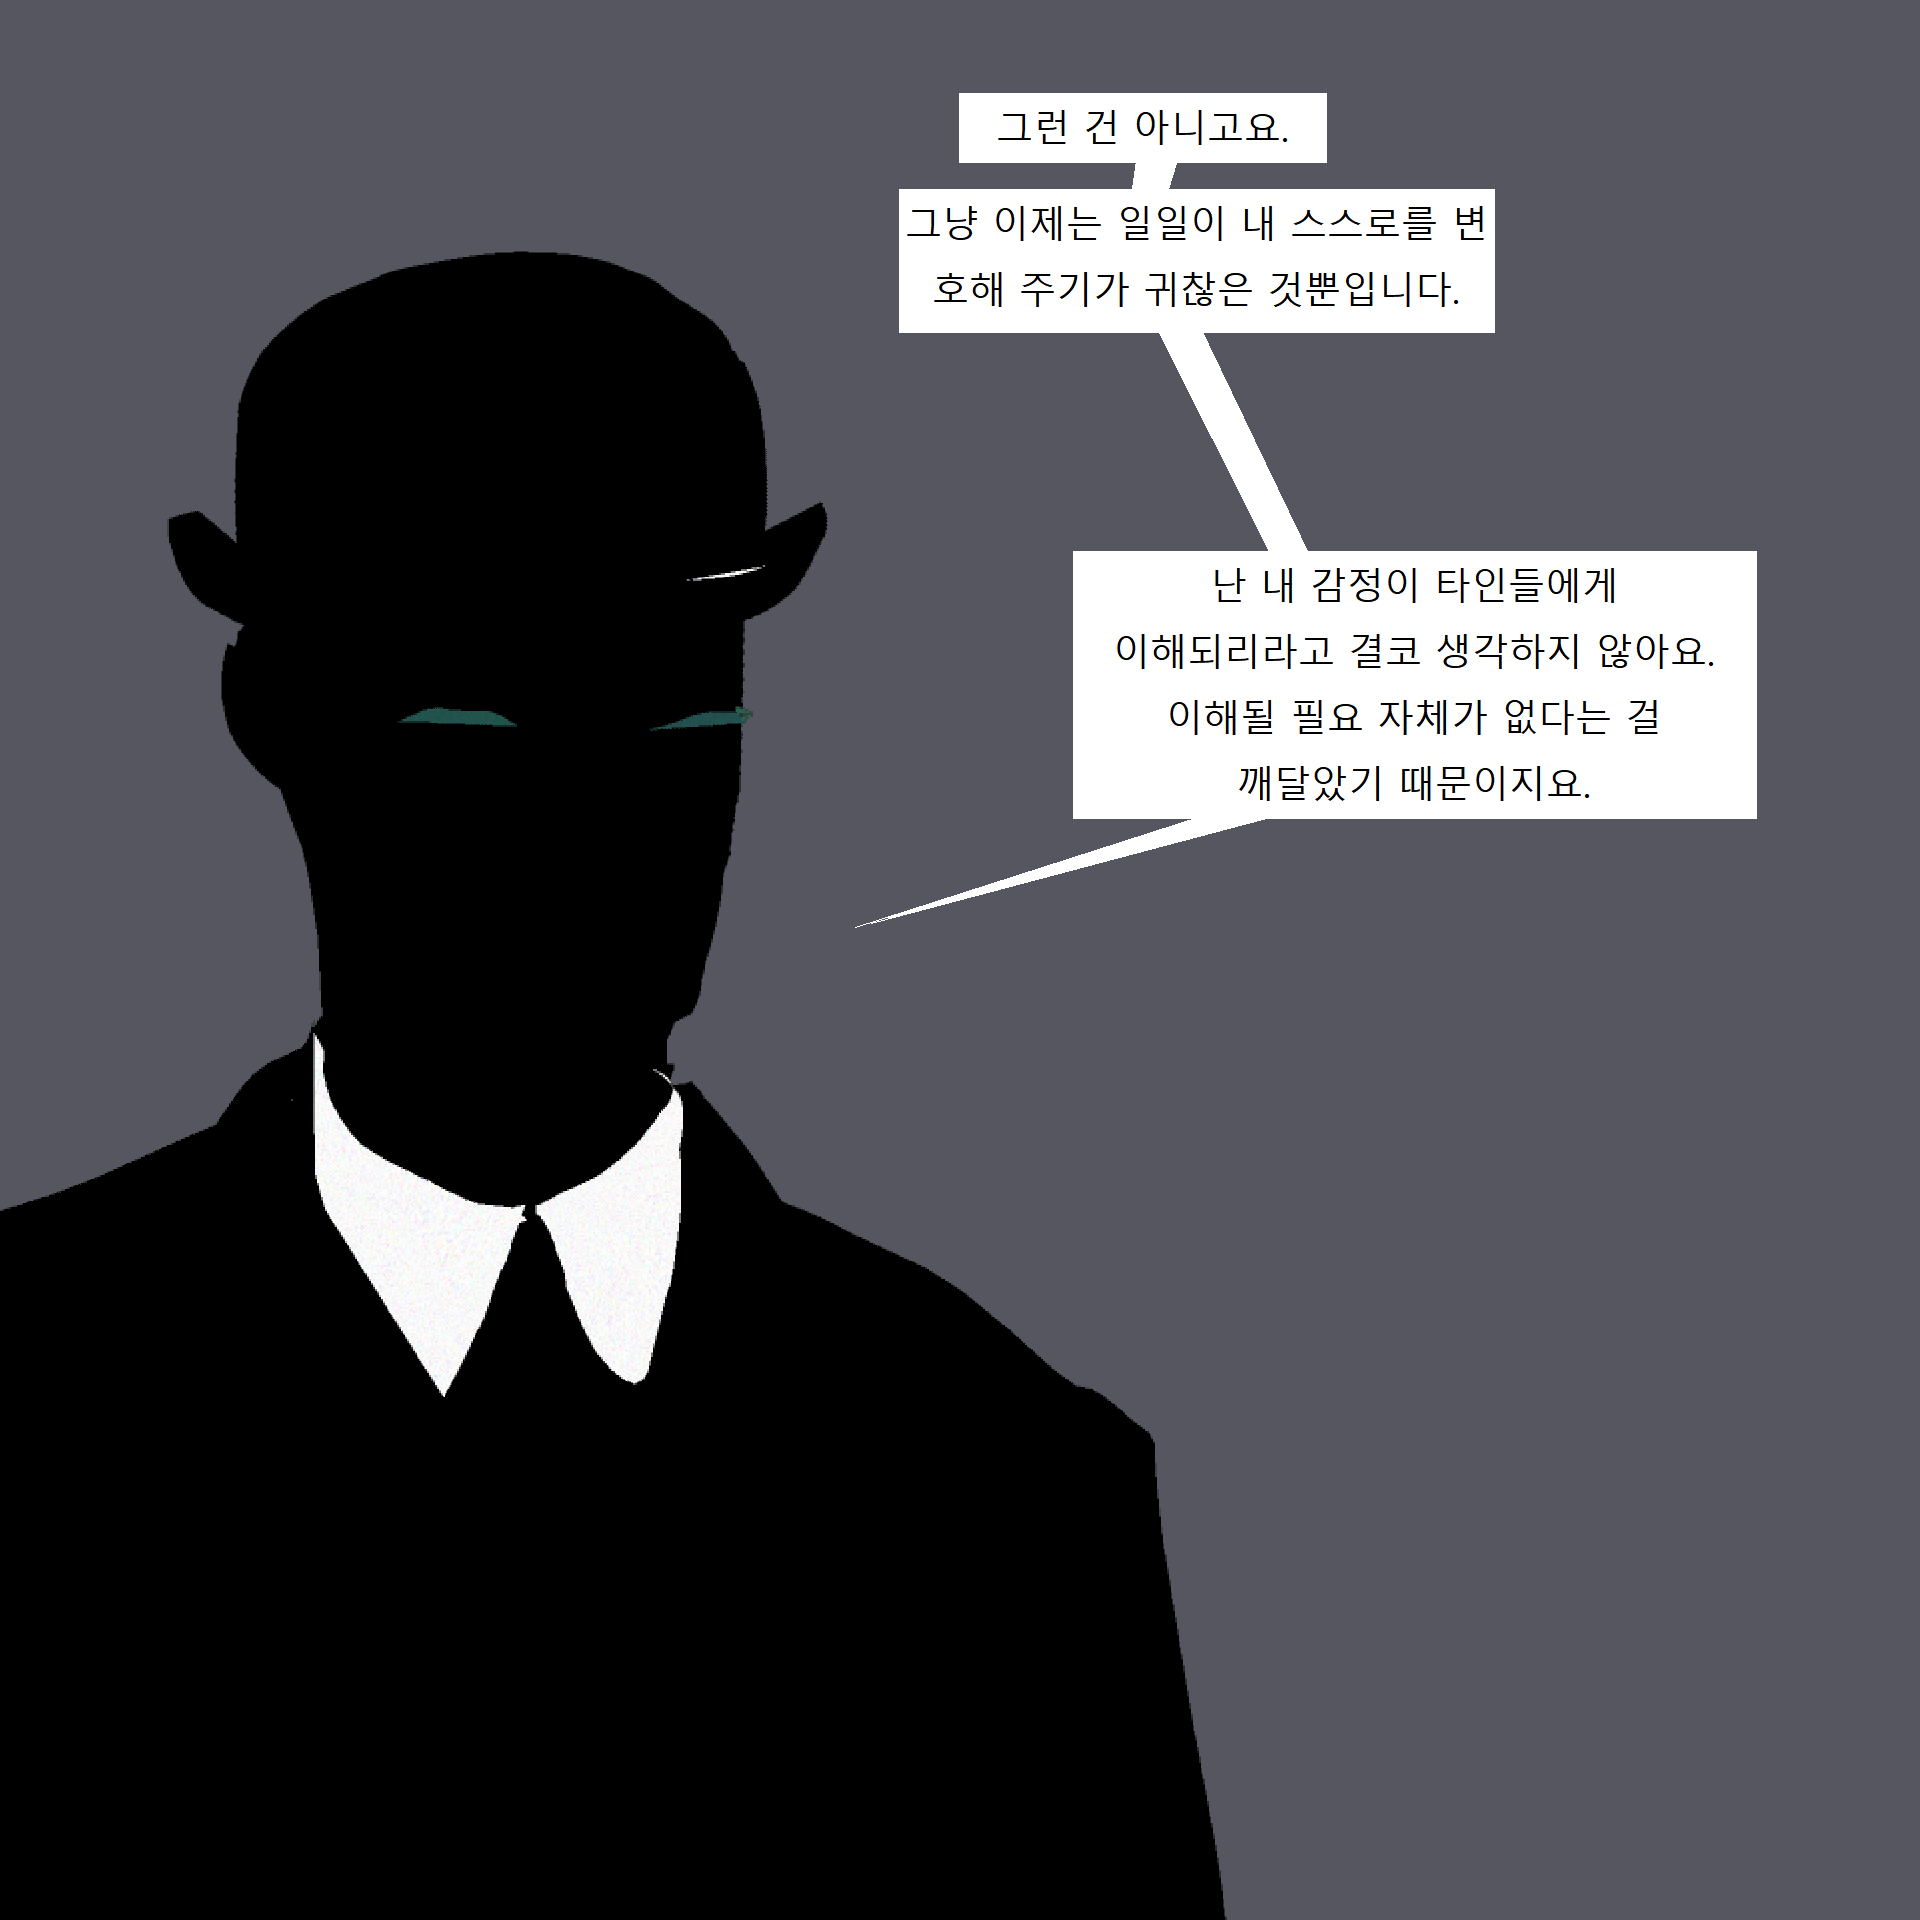 그런 건 아니고요.
그냥 이제는 일일이 내 스스로를 변
호해 주기가 귀찮은 것뿐입니다.
난 내 감정이 타인들에게
이해되리라고 결코 생각하지 않아요.
이해될 필요 자체가 없다는 걸
깨달았기 때문이지요.